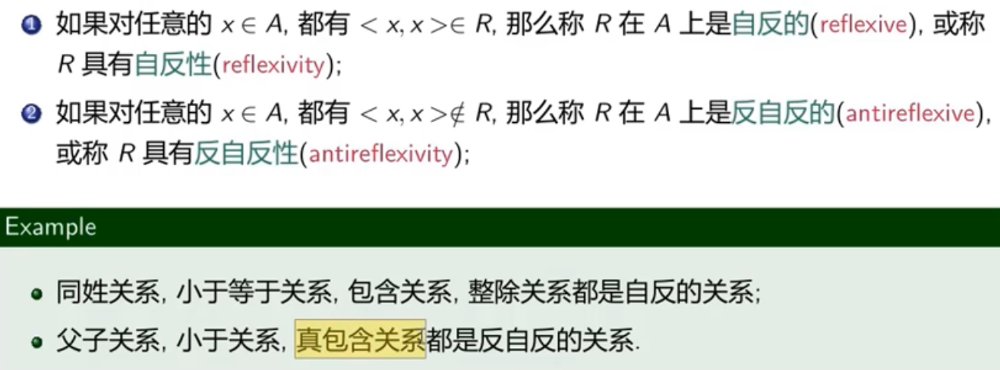 1 如果对任意的 x ∈ A, 都有 < x, x >∈ R, 那么称 R 在 A 上是自反的(reflexive), 或称
R 具有自反性(reflexivity);
2 如果对任意的 x ∈ A, 都有 < x, x >∉ R, 那么称 R 在 A 上是反自反的(antireflexive),
或称 R 具有反自反性(antireflexivity);
Example
同姓关系, 小于等于关系, 包含关系, 整除关系都是自反的关系;
父子关系, 小于关系, 真包含关系都是反自反的关系.